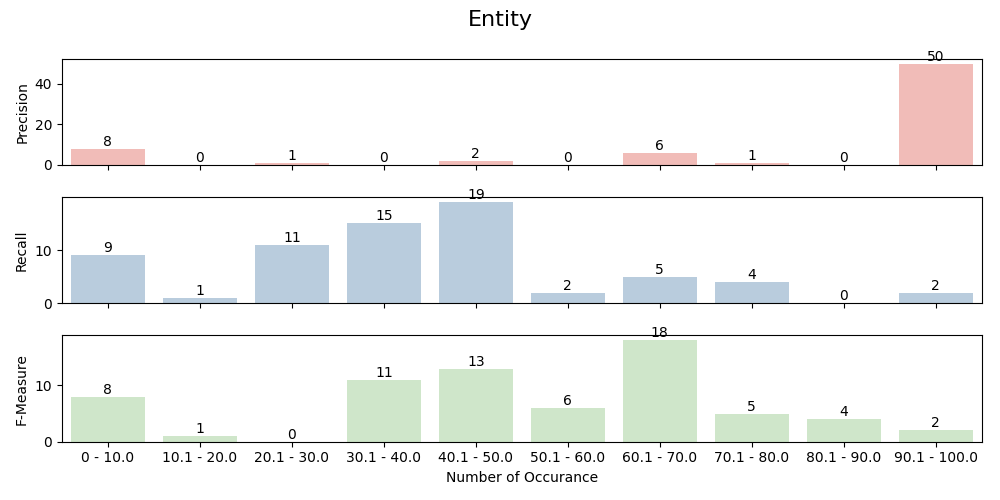 Entity
Precision
40
20
0
8
0
1
0
2
0
6
1
0
50
Recall
10
0
9
1
11
15
19
2
5
4
0
2
F-Measure
10
0
8
1
0
11
13
6
18
5
4
2
0 - 10.0
10.1 - 20.0
20.1 - 30.0
30.1 - 40.0
40.1 - 50.0
50.1 - 60.0
60.1 - 70.0
70.1 - 80.0
80.1 - 90.0
90.1 - 100.0
Number of Occurance